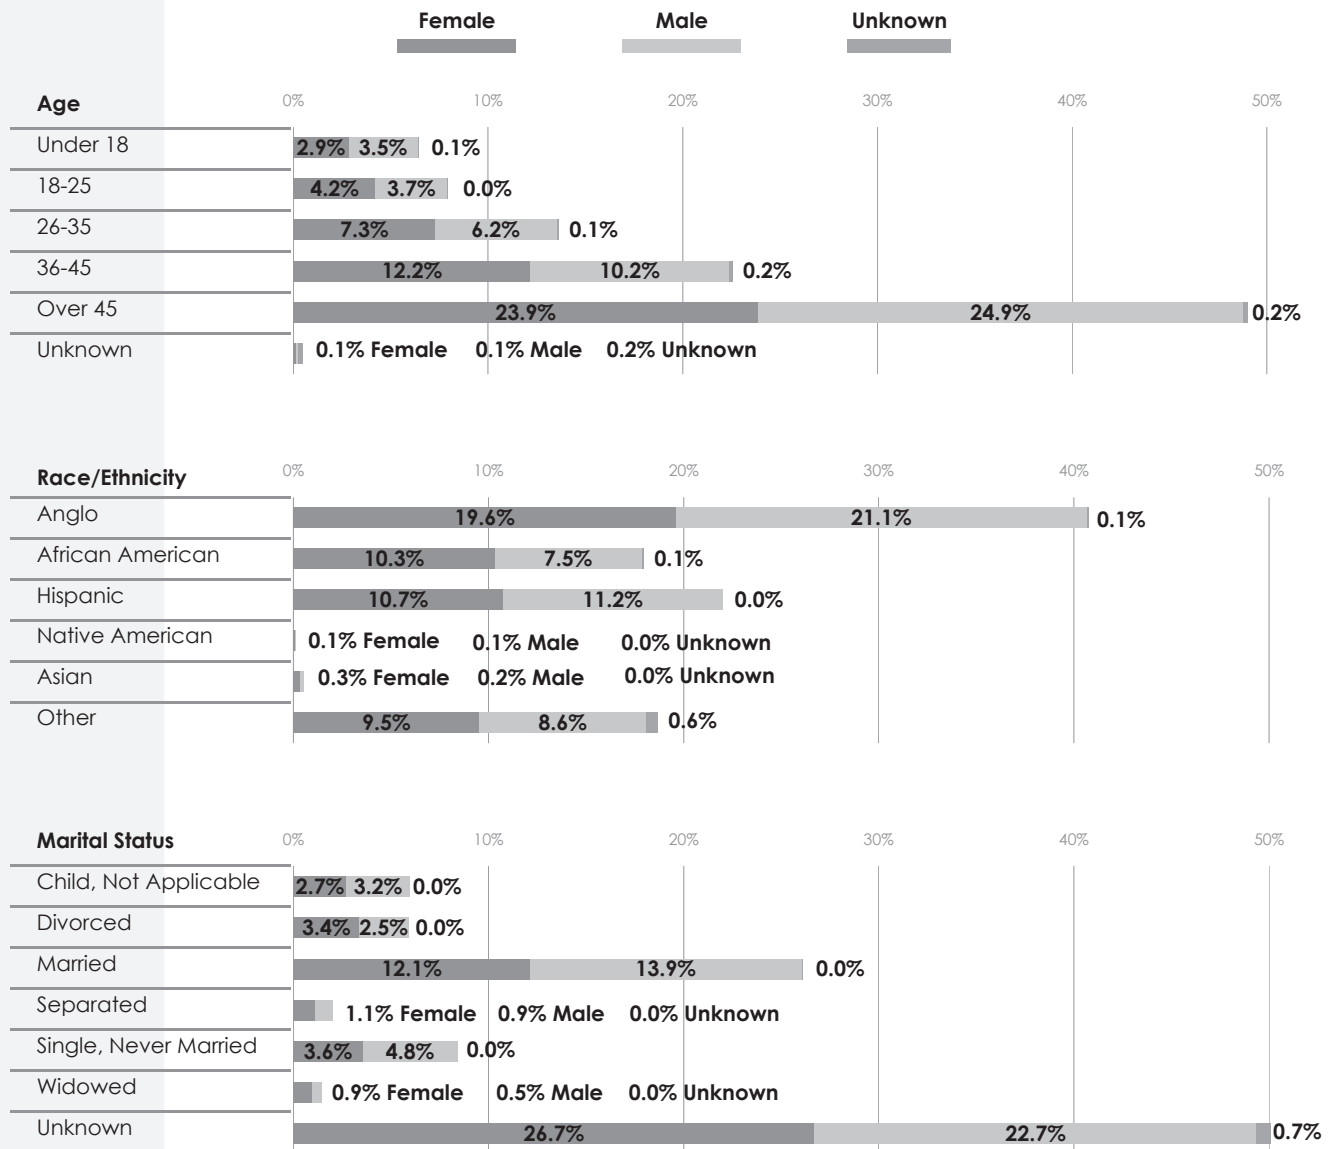 Female Male Unknown
Age 0% 10% 20% 30% 40% 50%
Under 18 2.9% 3.5% 0.1%
18-25 4.2% 3.7% 0.0%
26-35 7.3% 6.2% 0.1%
36-45 12.2% 10.2% 0.2%
Over 45 23.9% 24.9% 0.2%
Unknown 0.1% Female 0.1% Male 0.2% Unknown
Race/Ethnicity 0% 10% 20% 30% 40% 50%
Anglo 19.6% 21.1% 0.1%
African American 10.3% 7.5% 0.1%
Hispanic 10.7% 11.2% 0.0%
Native American 0.1% Female 0.1% Male 0.0% Unknown
Asian 0.3% Female 0.2% Male 0.0% Unknown
Other 9.5% 8.6% 0.6%
Marital Status 0% 10% 20% 30% 40% 50%
Child, Not Applicable 2.7% 3.2% 0.0%
Divorced 3.4% 2.5% 0.0%
Married 12.1% 13.9% 0.0%
Separated 1.1% Female 0.9% Male 0.0% Unknown
Single, Never Married 3.6% 4.8% 0.0%
Widowed 0.9% Female 0.5% Male 0.0% Unknown
Unknown 26.7% 22.7% 0.7%